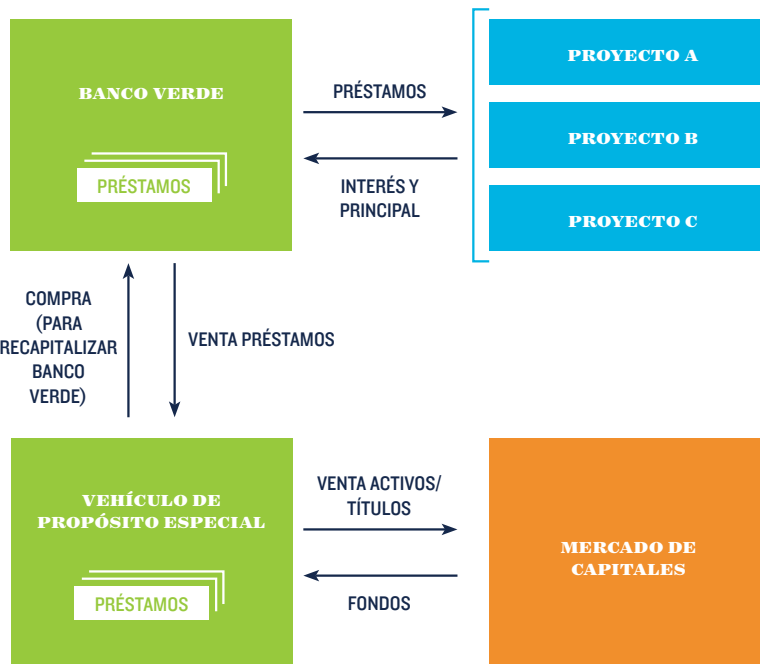 BANCO VERDE
PRÉSTAMOS
PRÉSTAMOS
INTERÉS Y
PRINCIPAL
PROYECTO A
PROYECTO B
PROYECTO C
COMPRA
(PARA
RECAPITALIZAR
BANCO
VERDE)
VENTA PRÉSTAMOS
VEHÍCULO DE
PROPÓSITO ESPECIAL
PRÉSTAMOS
VENTA ACTIVOS/
TÍTULOS
FONDOS
MERCADO DE
CAPITALES